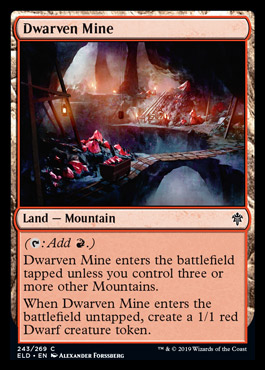 Dwarven Mine
Land — Mountain
(: Add .)
Dwarven Mine enters the battlefield
tapped unless you control three or
more other Mountains.
When Dwarven Mine enters the
battlefield untapped, create a 1/1 red
Dwarf creature token.
243/269 C
ELD • EN Alexander Forssberg
™ & © 2019 Wizards of the Coast